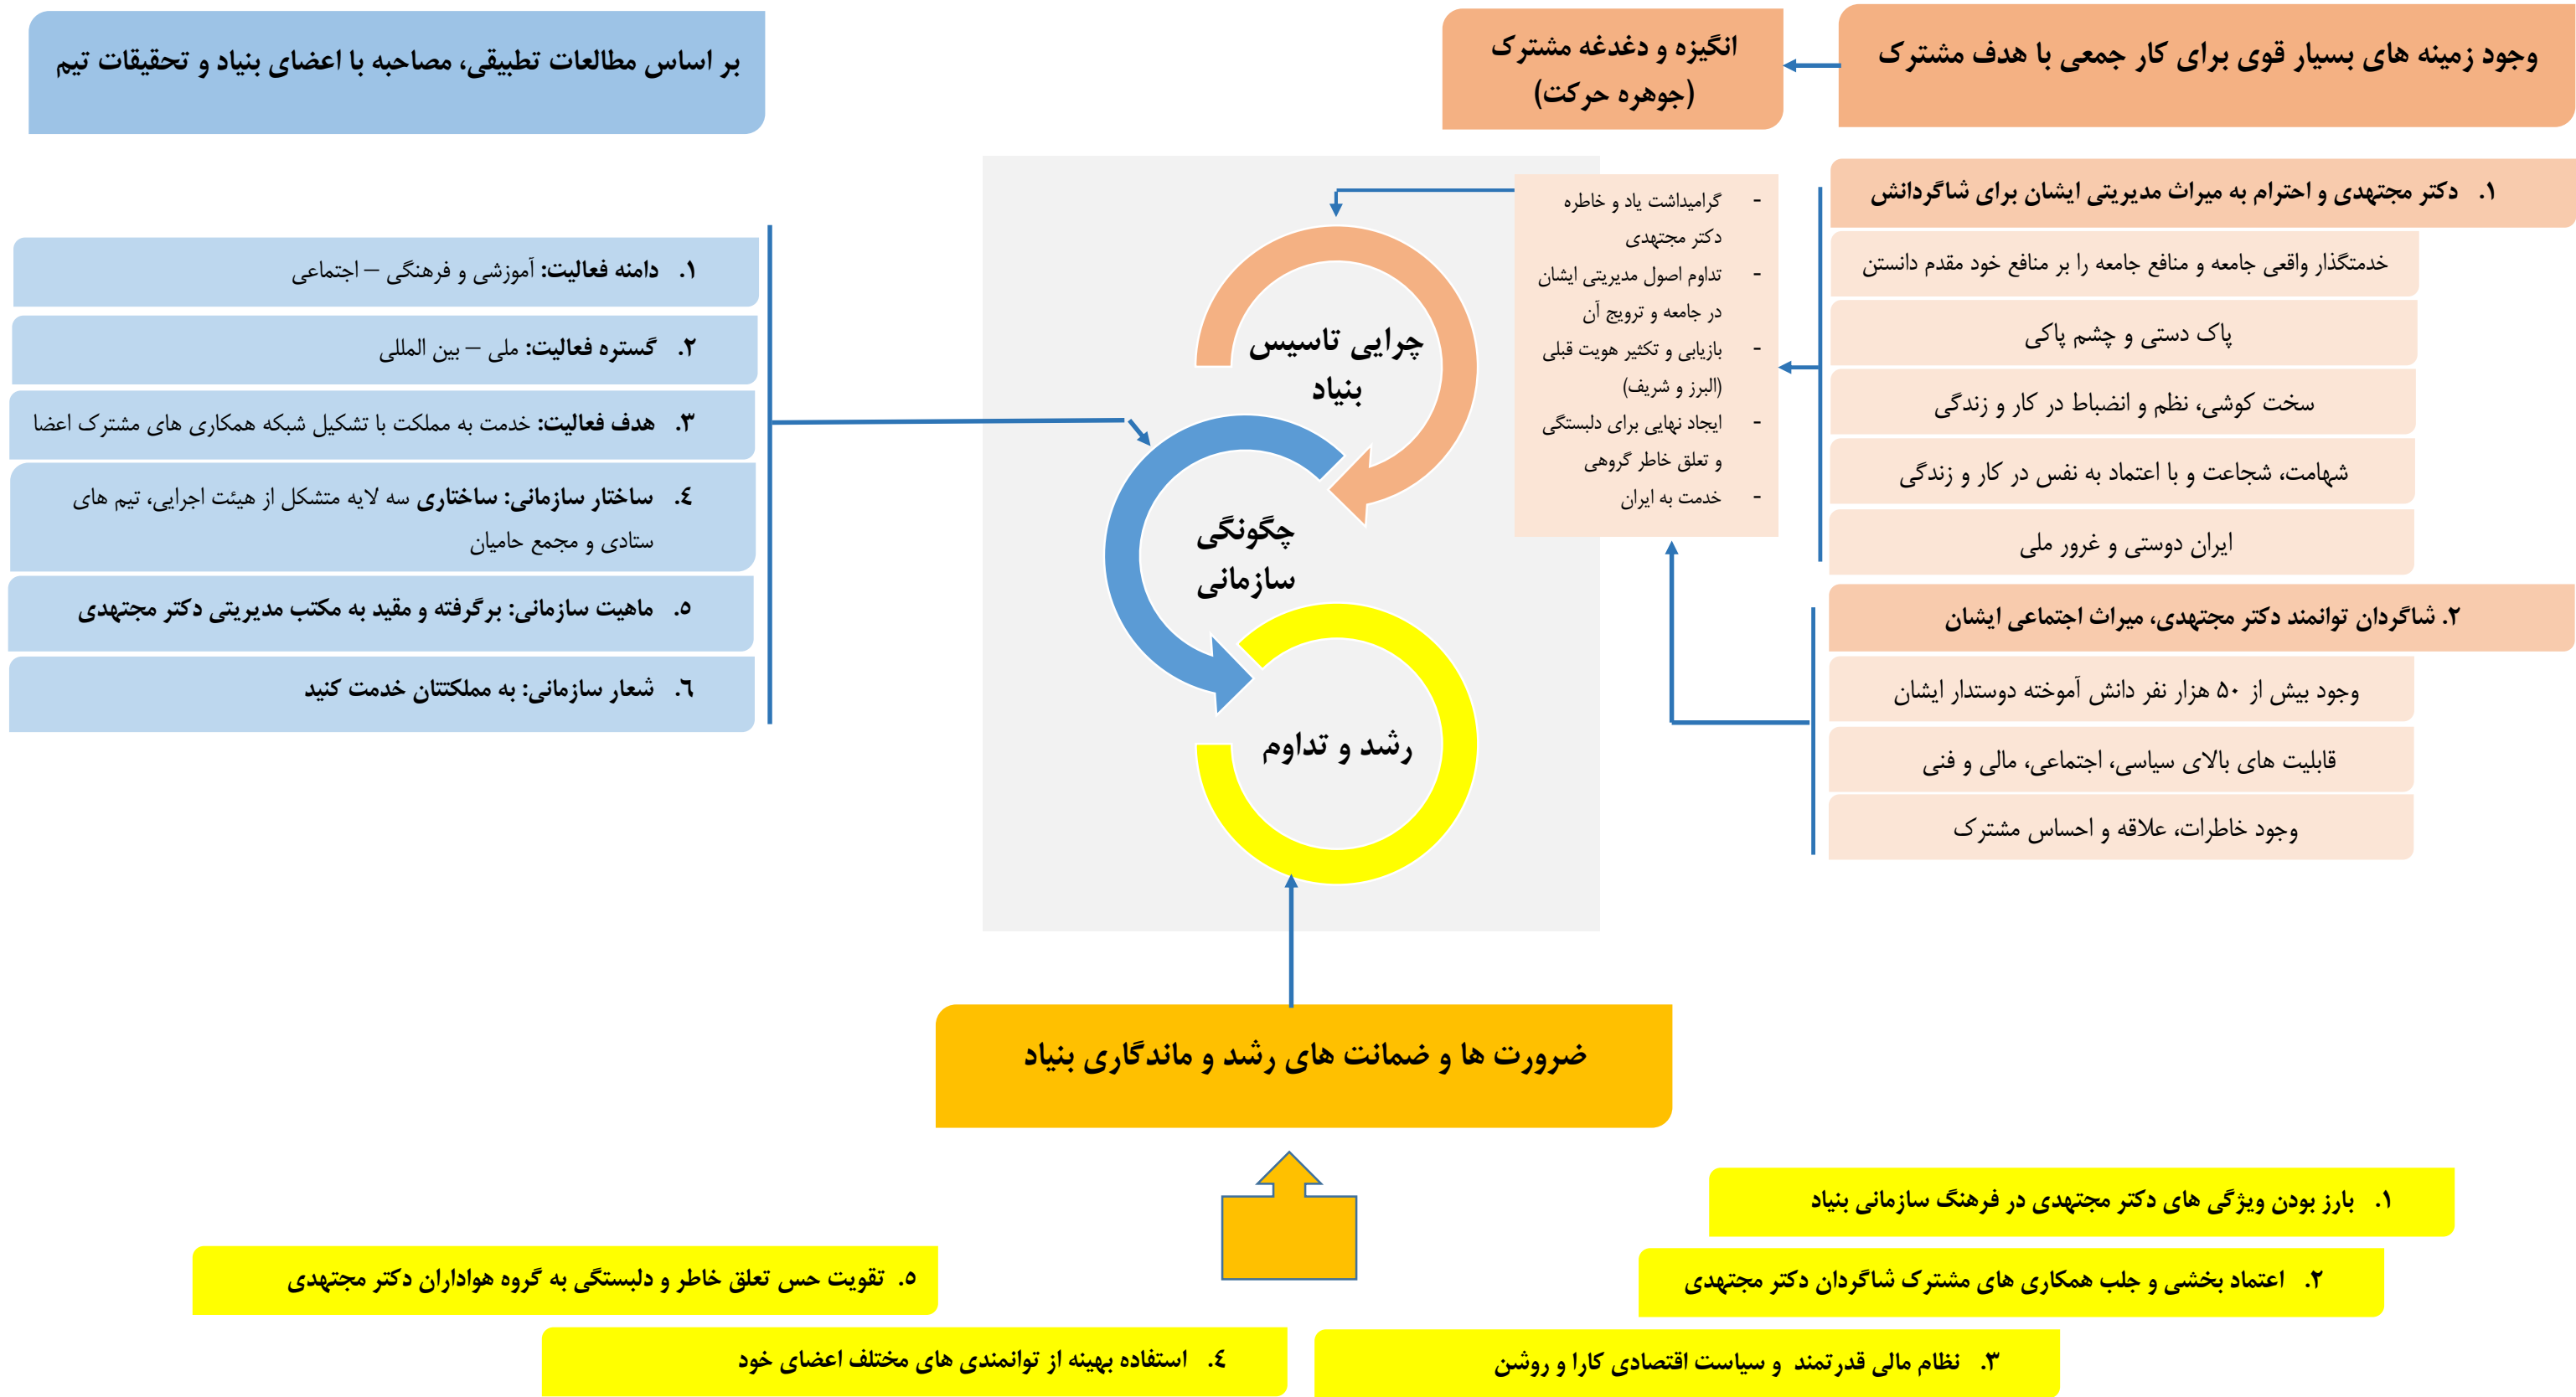 وجود زمینه های بسیار قوی برای کار جمعی با هدف مشترک
انگیزه و دغدغه مشترک
(جوهره حرکت)
بر اساس مطالعات تطبیقی، مصاحبه با اعضای بنیاد و تحقیقات تیم
۱. دکتر مجتهدی و احترام به میراث مدیریتی ایشان برای شاگردانش
خدمتگذار واقعی جامعه و منافع جامعه را بر منافع خود مقدم دانستن
پاک دستی و چشم پاکی
سخت کوشی، نظم و انضباط در کار و زندگی
شهامت، شجاعت و با اعتماد به نفس در کار و زندگی
ایران دوستی و غرور ملی
۲. شاگردان توانمند دکتر مجتهدی، میراث اجتماعی ایشان
وجود بیش از ۵۰ هزار نفر دانش آموخته دوستدار ایشان
قابلیت های بالای سیاسی، اجتماعی، مالی و فنی
وجود خاطرات، علاقه و احساس مشترک
- گرامیداشت یاد و خاطره
دکتر مجتهدی
- تداوم اصول مدیریتی ایشان
در جامعه و ترویج آن
- بازیابی و تکثیر هویت قبلی
(البرز و شریف)
- ایجاد نهایی برای دلبستگی
و تعلق خاطر گروهی
- خدمت به ایران
چرایی تاسیس
بنیاد
چگونگی
سازمانی
رشد و تداوم
۱. دامنه فعالیت: آموزشی و فرهنگی – اجتماعی
۲. گستره فعالیت: ملی – بین المللی
۳. هدف فعالیت: خدمت به مملکت با تشکیل شبکه همکاری های مشترک اعضا
٤. ساختار سازمانی: ساختاری سه لایه متشکل از هیئت اجرایی، تیم های
ستادی و مجمع حامیان
۵. ماهیت سازمانی: برگرفته و مقید به مکتب مدیریتی دکتر مجتهدی
٦. شعار سازمانی: به مملکتتان خدمت کنید
ضرورت ها و ضمانت های رشد و ماندگاری بنیاد
۱. بارز بودن ویژگی های دکتر مجتهدی در فرهنگ سازمانی بنیاد
۲. اعتماد بخشی و جلب همکاری های مشترک شاگردان دکتر مجتهدی
۳. نظام مالی قدرتمند و سیاست اقتصادی کارا و روشن
٤. استفاده بهینه از توانمندی های مختلف اعضای خود
۵. تقویت حس تعلق خاطر و دلبستگی به گروه هواداران دکتر مجتهدی